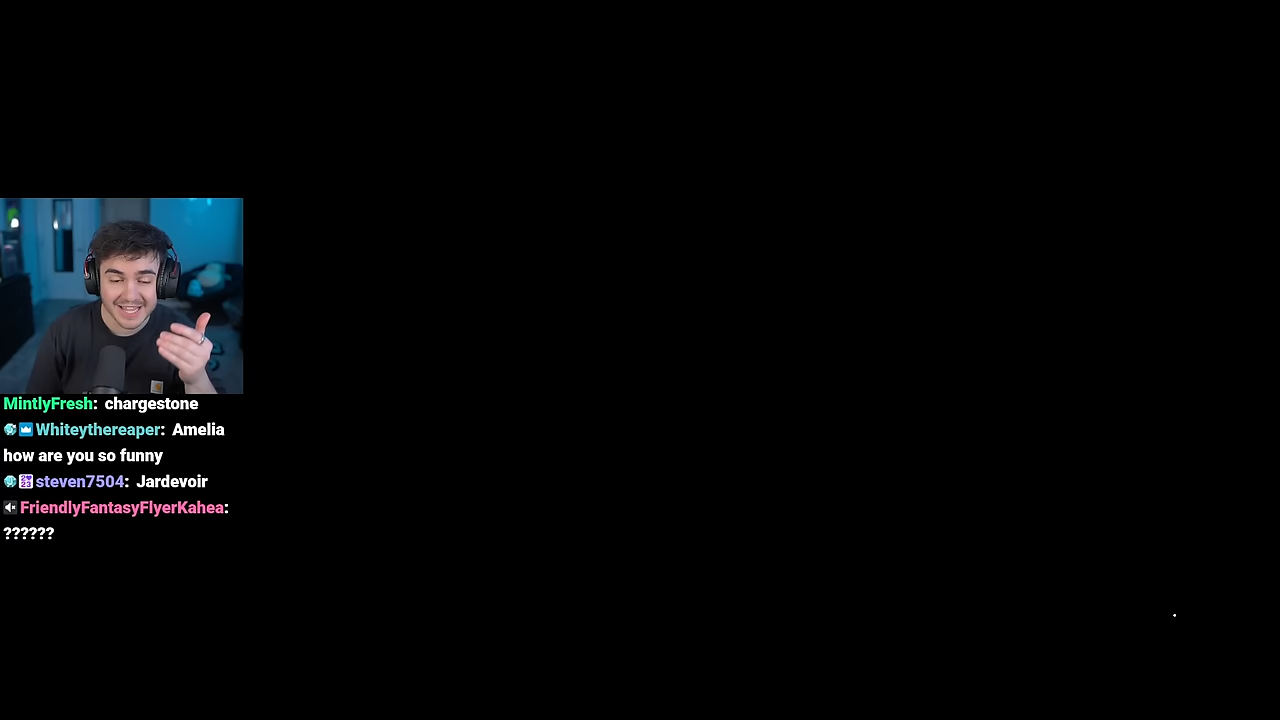 MintlyFresh: chargestone
Whiteythereaper: Amelia
how are you so funny
steven7504: Jardevoir
FriendlyFantasyFlyerKahea:
??????